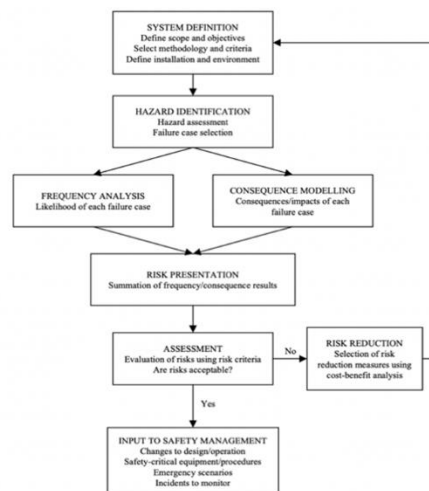 SYSTEM DEFINITION
Define scope and objectives
Select methodology and criteria
Define installation and environment
HAZARD IDENTIFICATION
Hazard assessment
Failure case selection
FREQUENCY ANALYSIS
Likelihood of each failure case
CONSEQUENCE MODELLING
Consequences/impacts of each
failure case
RISK PRESENTATION
Summation of frequency/consequence results
ASSESSMENT
Evaluation of risks using risk criteria
Are risks acceptable?
No
RISK REDUCTION
Selection of risk
reduction measures using
cost-benefit analysis
Yes
INPUT TO SAFETY MANAGEMENT
Changes to design/operation
Safety-critical equipment/procedures
Emergency scenarios
Incidents to monitor